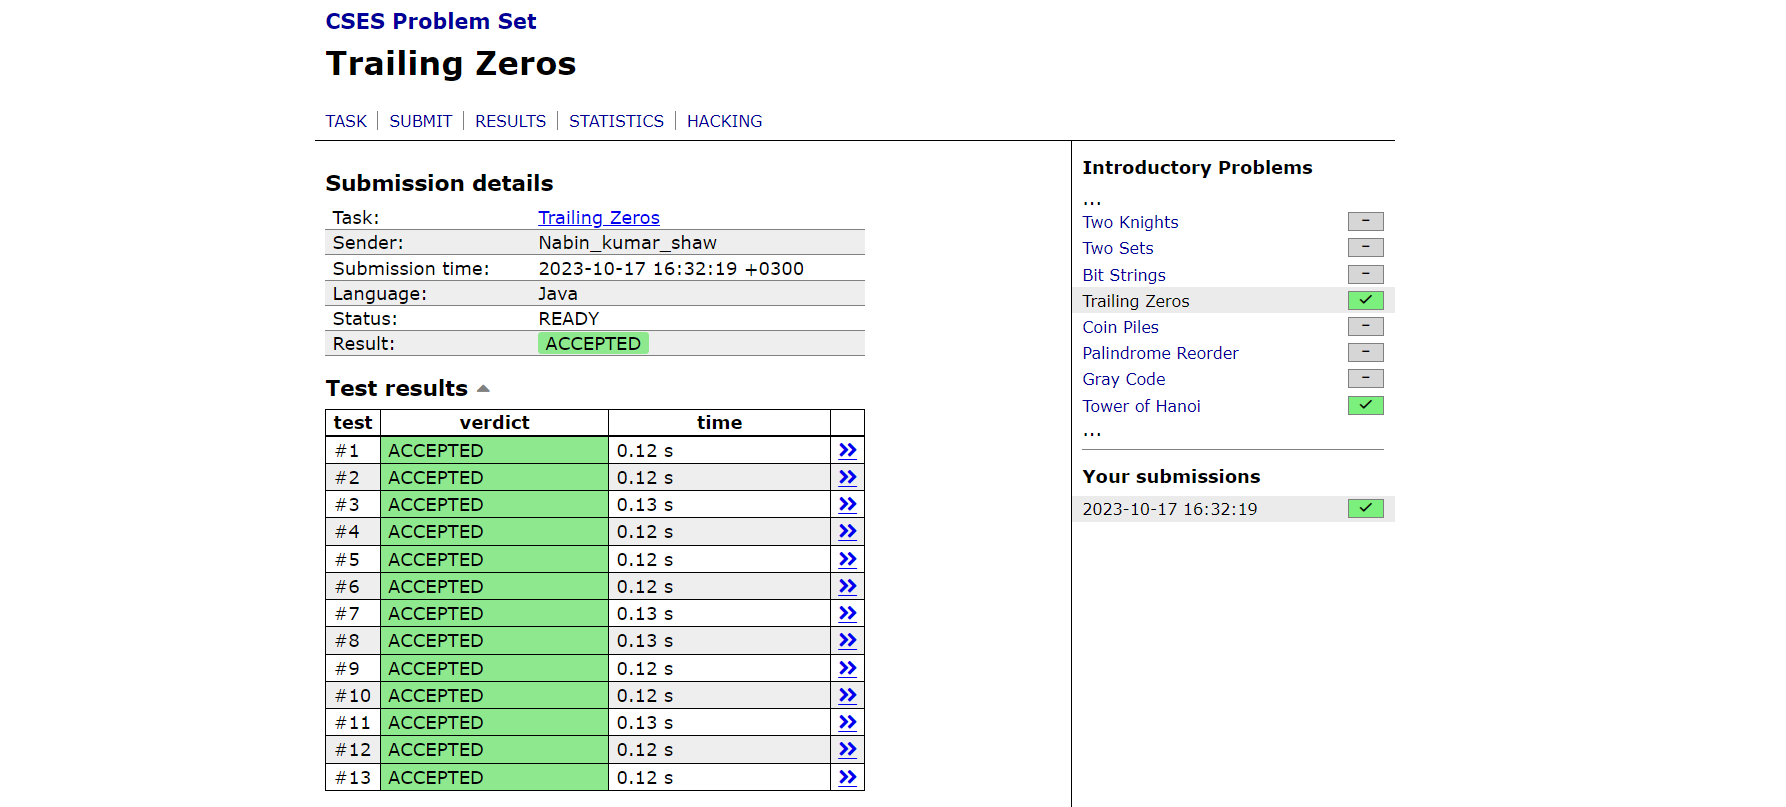 CSES Problem Set
Trailing Zeros
TASK SUBMIT RESULTS STATISTICS HACKING
Submission details
Task: Trailing Zeros
Sender: Nabin_kumar_shaw
Submission time: 2023-10-17 16:32:19 +0300
Language: Java
Status: READY
Result: ACCEPTED
Test results
test verdict time
#1 ACCEPTED 0.12 s »
#2 ACCEPTED 0.12 s »
#3 ACCEPTED 0.13 s »
#4 ACCEPTED 0.12 s »
#5 ACCEPTED 0.12 s »
#6 ACCEPTED 0.12 s »
#7 ACCEPTED 0.13 s »
#8 ACCEPTED 0.13 s »
#9 ACCEPTED 0.12 s »
#10 ACCEPTED 0.12 s »
#11 ACCEPTED 0.13 s »
#12 ACCEPTED 0.12 s »
#13 ACCEPTED 0.12 s »
Introductory Problems
...
Two Knights –
Two Sets –
Bit Strings –
Trailing Zeros ✓
Coin Piles –
Palindrome Reorder –
Gray Code –
Tower of Hanoi ✓
...
Your submissions
2023-10-17 16:32:19 ✓